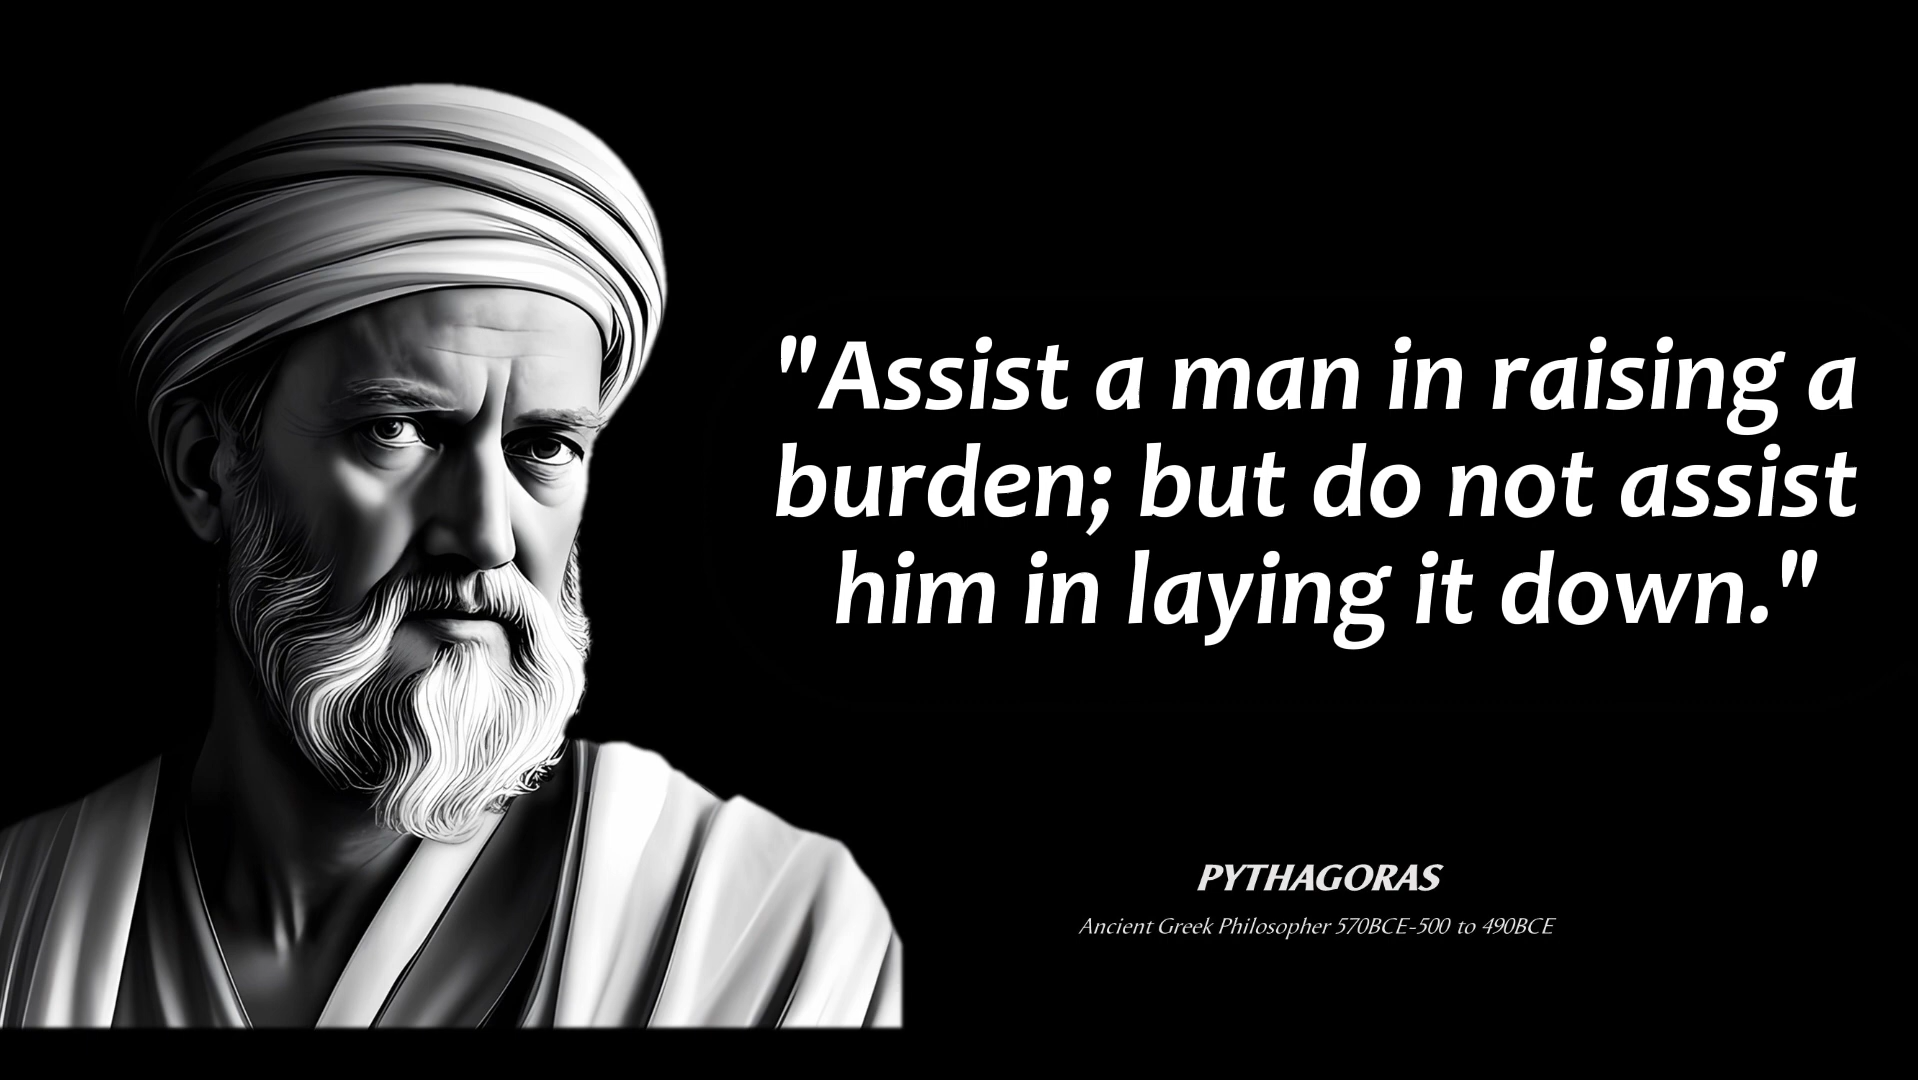 "Assist a man in raising a
burden; but do not assist
him in laying it down."
PYTHAGORAS
Ancient Greek Philosopher 570BCE-500 to 490BCE